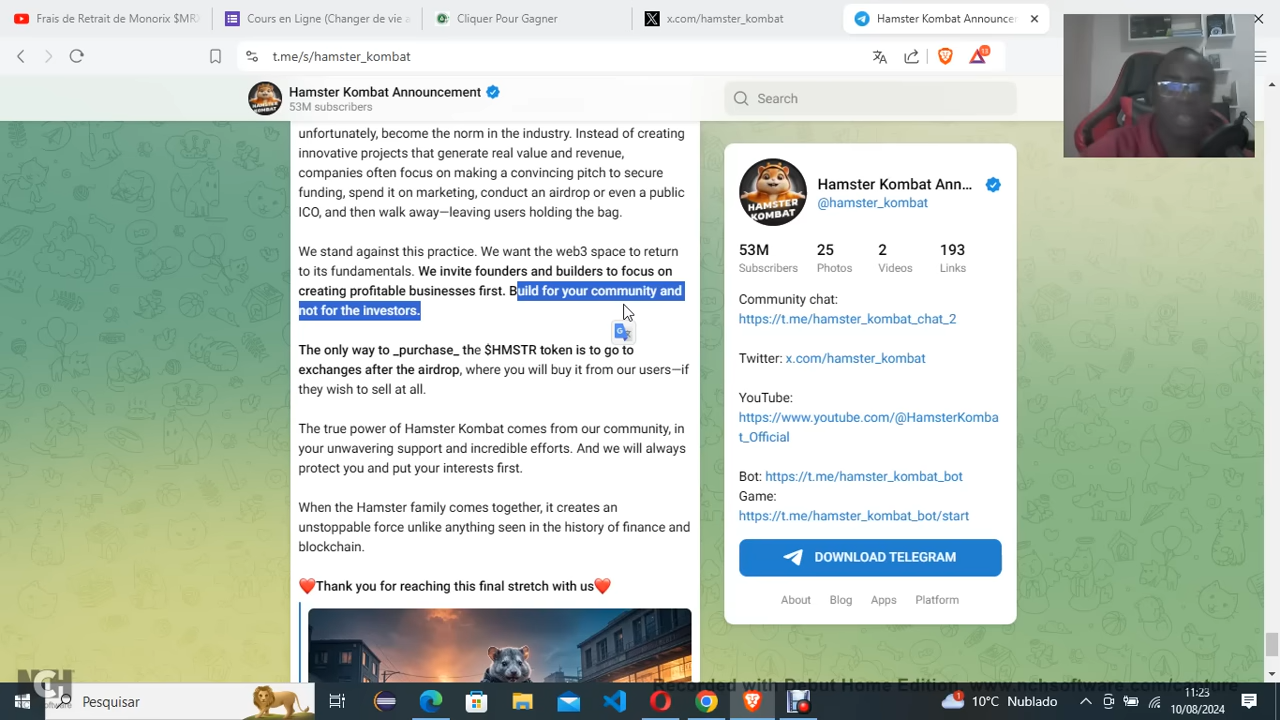 Frais de Retrait de Monorix $MRX
Cours en Ligne (Changer de vie a
Cliquer Pour Gagner
x.com/hamster_kombat
Hamster Kombat Announcer
t.me/s/hamster_kombat
Hamster Kombat Announcement
53M subscribers
Search
unfortunately, become the norm in the industry. Instead of creating
innovative projects that generate real value and revenue,
companies often focus on making a convincing pitch to secure
funding, spend it on marketing, conduct an airdrop or even a public
ICO, and then walk away—leaving users holding the bag.
We stand against this practice. We want the web3 space to return
to its fundamentals. We invite founders and builders to focus on
creating profitable businesses first. Build for your community and
not for the investors.
The only way to _purchase_ the $HMSTR token is to go to
exchanges after the airdrop, where you will buy it from our users—if
they wish to sell at all.
The true power of Hamster Kombat comes from our community, in
your unwavering support and incredible efforts. And we will always
protect you and put your interests first.
When the Hamster family comes together, it creates an
unstoppable force unlike anything seen in the history of finance and
blockchain.
❤️Thank you for reaching this final stretch with us❤️
HAMSTER
KOMBAT
Hamster Kombat Ann...
@hamster_kombat
53M 25 2 193
Subscribers Photos Videos Links
Community chat:
https://t.me/hamster_kombat_chat_2
Twitter: x.com/hamster_kombat
YouTube:
https://www.youtube.com/@HamsterKomba
t_Official
Bot: https://t.me/hamster_kombat_bot
Game:
https://t.me/hamster_kombat_bot/start
DOWNLOAD TELEGRAM
About Blog Apps Platform
NCH
Software
Recorded with Debut Home Edition. www.nchsoftware.com/capture
Pesquisar
10°C Nublado
11:23
10/08/2024